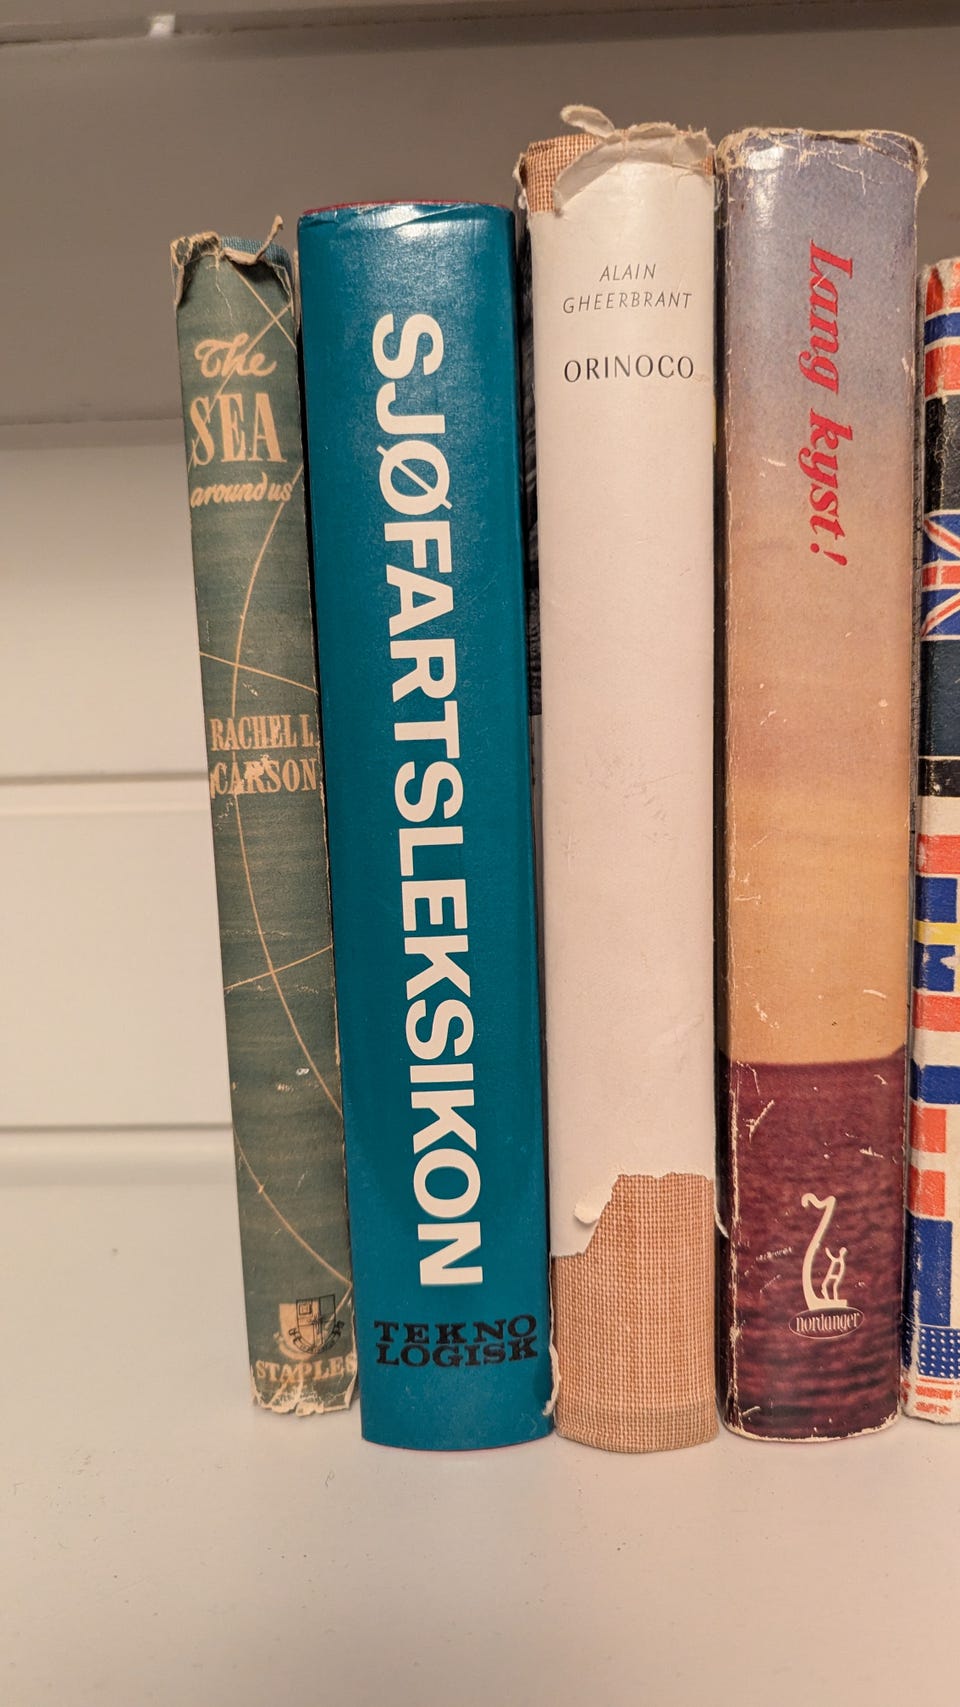 The
SEA
around us
RACHEL L.
CARSON
STAPLES
SJØFARTSLEKSIKON
TEKNO
LOGISK
ALAIN
GHEERBRANT
ORINOCO
Lang kyst!
nordanger